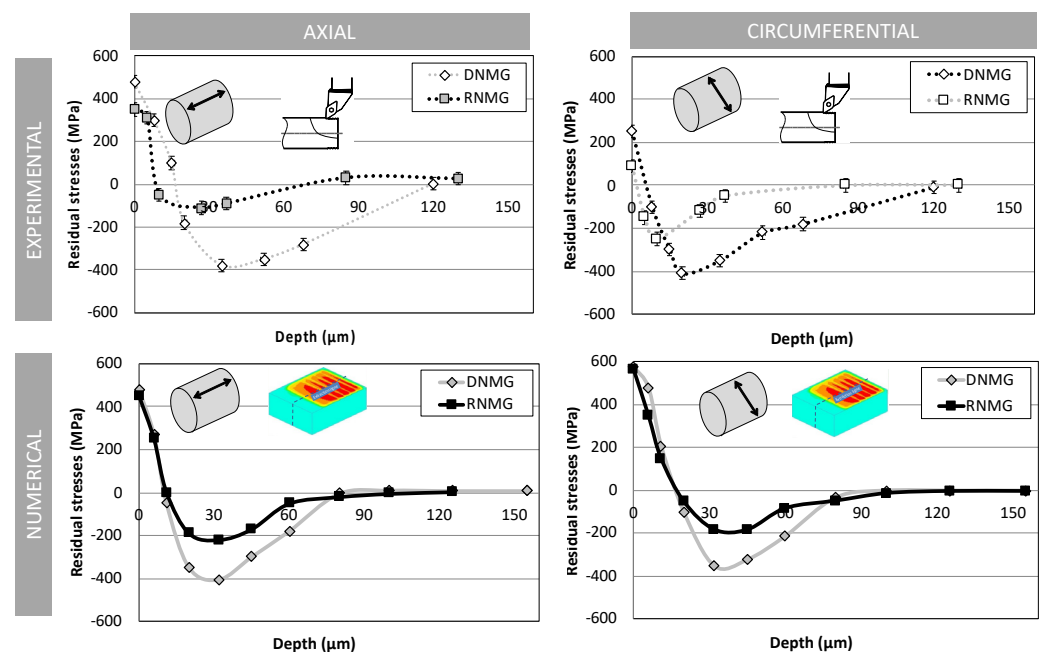 AXIAL
CIRCUMFERENTIAL
EXPERIMENTAL
Residual stresses (MPa)
600
400
200
0
-200
-400
-600
0 30 60 90 120 150
DNMG
RNMG
Depth (µm)
Residual stresses (MPa)
600
400
200
0
-200
-400
-600
0 30 60 90 120 150
DNMG
RNMG
Depth (µm)
NUMERICAL
Residual stresses (MPa)
600
400
200
0
-200
-400
-600
0 30 60 90 120 150
DNMG
RNMG
Depth (µm)
Residual stresses (MPa)
600
400
200
0
-200
-400
-600
0 30 60 90 120 150
DNMG
RNMG
Depth (µm)